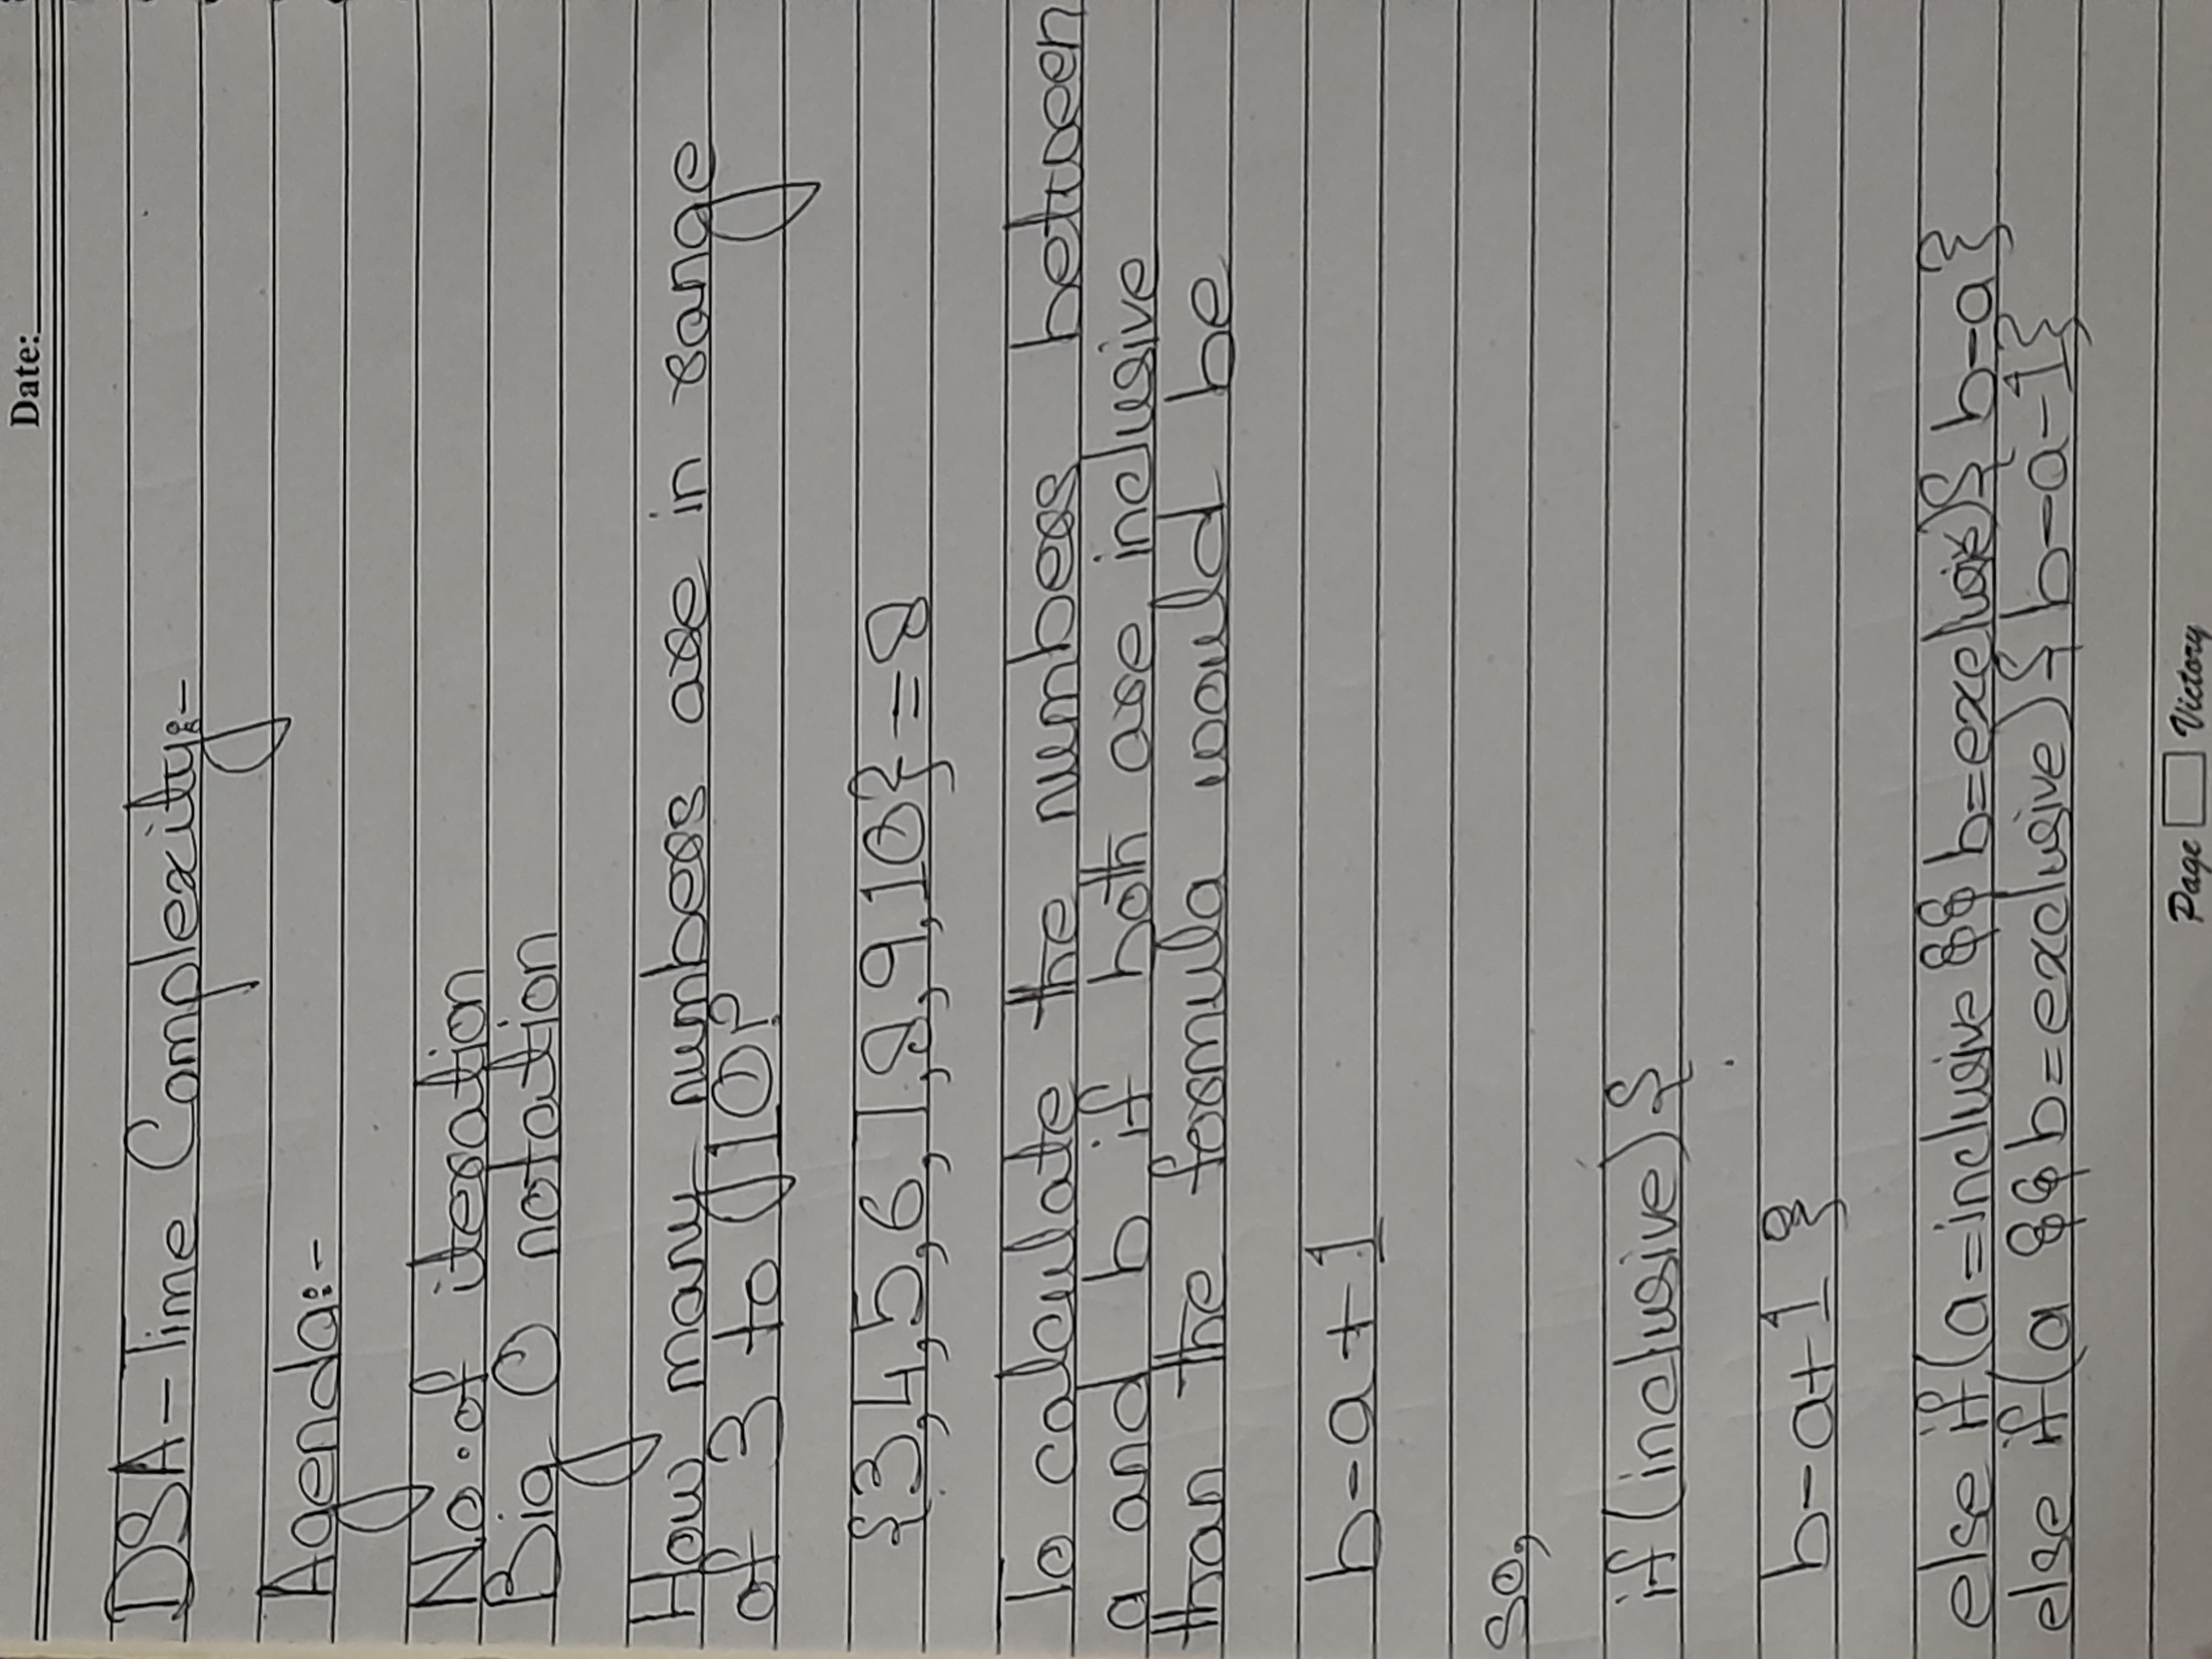 Date:
DSA-Time Complexity:-
Agenda:-
No. of iteration
Big O notation
How many numbers are in range
of 3 to 10?
{3,4,5,6,7,8,9,10} = 8
To calculate the numbers between
a and b if both are inclusive
than the formula would be
b-a+1
so,
if(inclusive){
b-a+1 }
else if(a=inclusive && b=exclusive){ b-a}
else if(a && b=exclusive){ b-a-1}
Page Victory